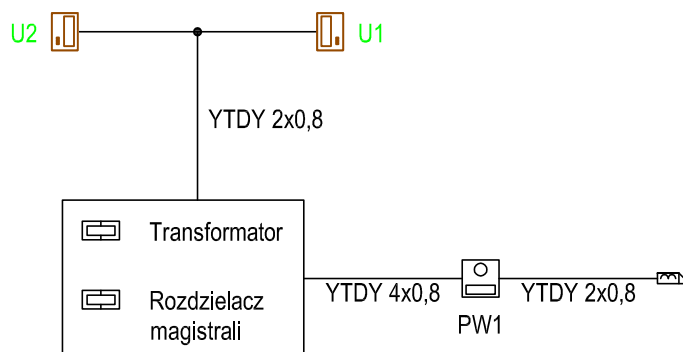 U2
U1
YTDY 2x0,8
Transformator
YTDY 4x0,8
YTDY 2x0,8
Rozdzielacz
magistrali
PW1